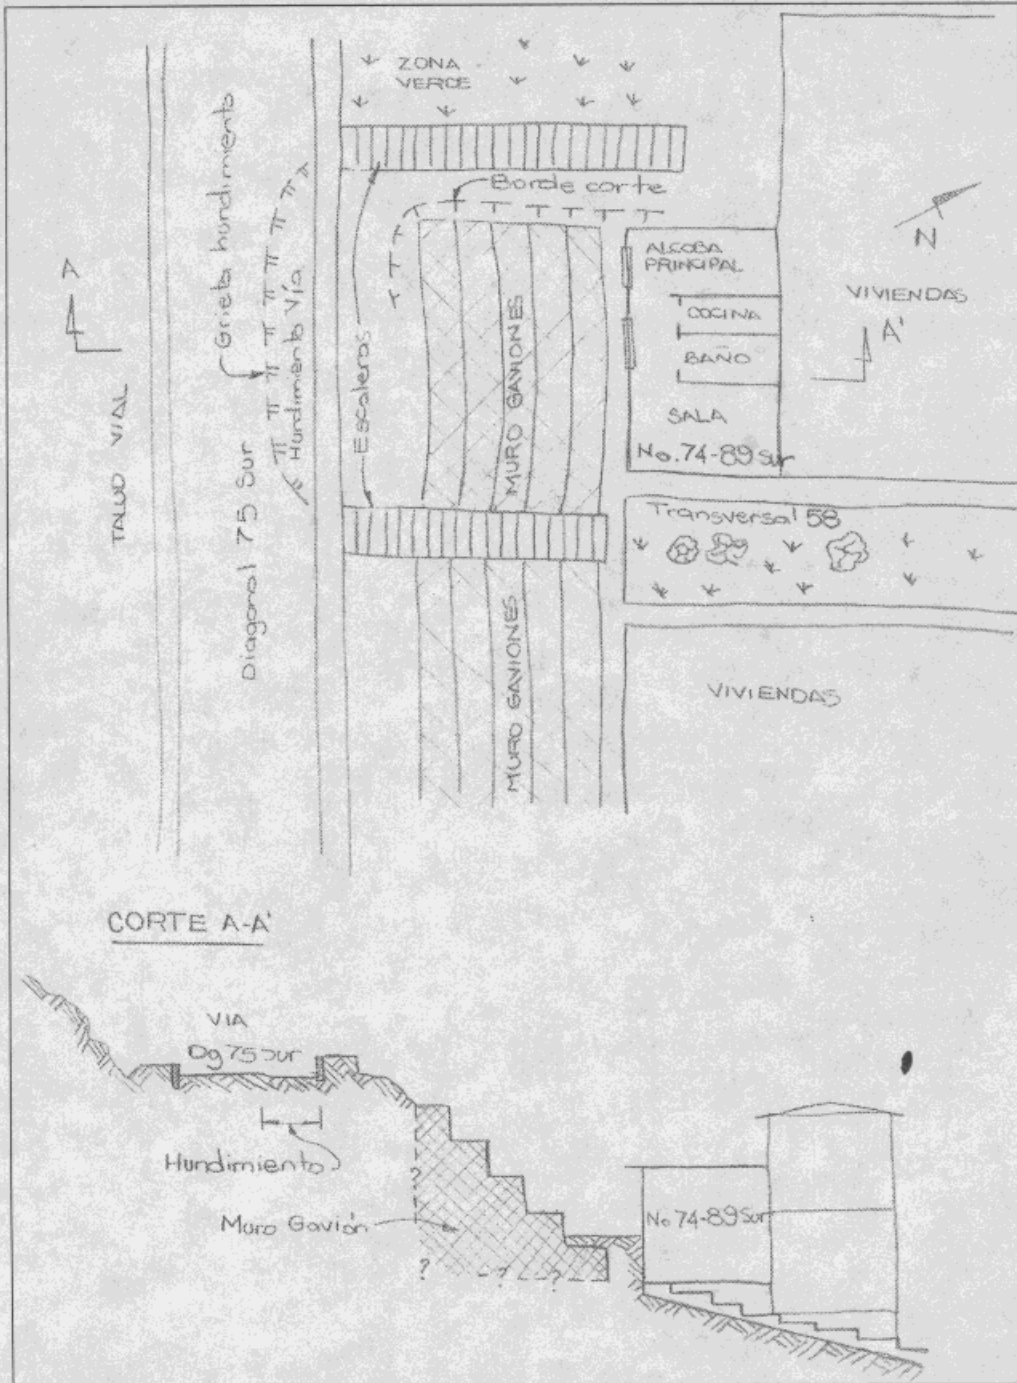 ZONA
VERDE
Borde corte
Grieta hundimiento
Hundimiento Vía
Escaleras
Diagonal 75 Sur
TALUD VIAL
A
N
ALCOBA
PRINCIPAL
COCINA
BAÑO
SALA
No. 74-89 Sur
VIVIENDAS
A'
MURO GAVIONES
Transversal 58
MURO GAVIONES
VIVIENDAS
CORTE A-A'
VIA
Dg 75 Sur
Hundimiento
Muro Gavión
No 74-89 Sur
?
? ? ?